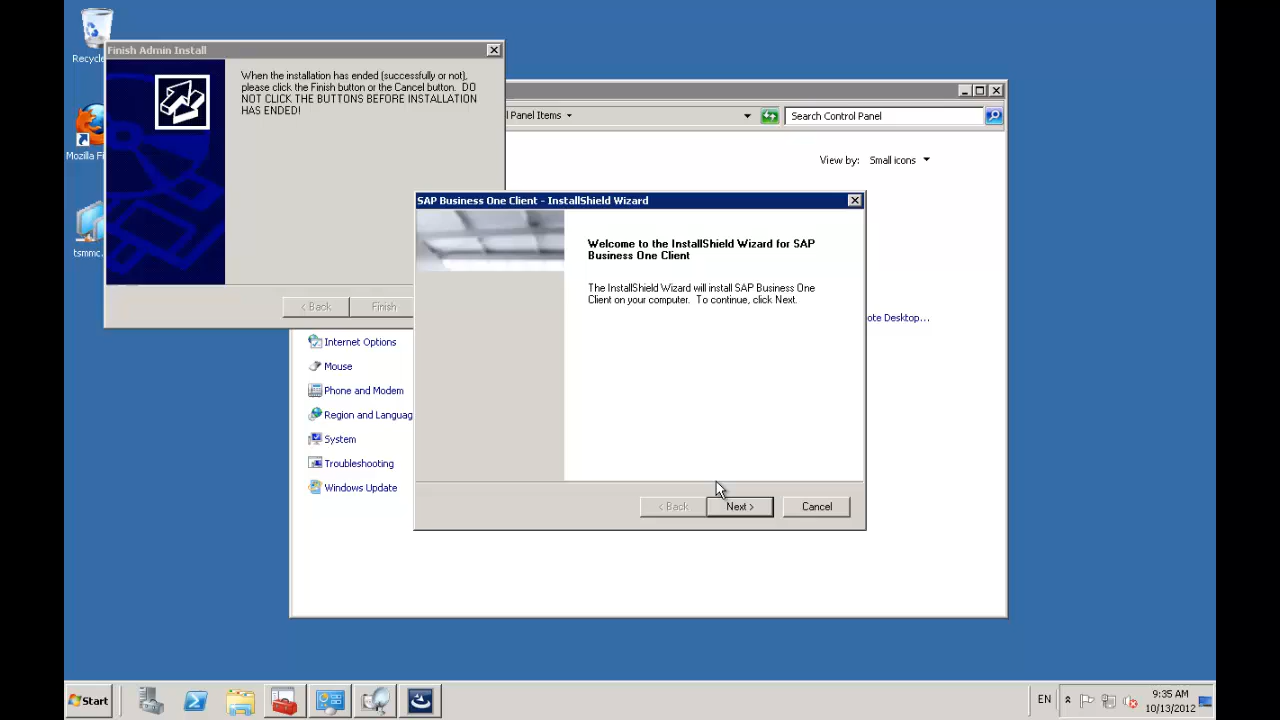 Recycle
Finish Admin Install
When the installation has ended (successfully or not),
please click the Finish button or the Cancel button. DO
NOT CLICK THE BUTTONS BEFORE INSTALLATION
HAS ENDED!
Mozilla Fi
tsmmc.
< Back
Finish
l Panel Items
Search Control Panel
View by:
Small icons
SAP Business One Client - InstallShield Wizard
Welcome to the InstallShield Wizard for SAP
Business One Client
The InstallShield Wizard will install SAP Business One
Client on your computer. To continue, click Next.
< Back
Next >
Cancel
ote Desktop...
Internet Options
Mouse
Phone and Modem
Region and Languag
System
Troubleshooting
Windows Update
Start
EN
9:35 AM
10/13/2012